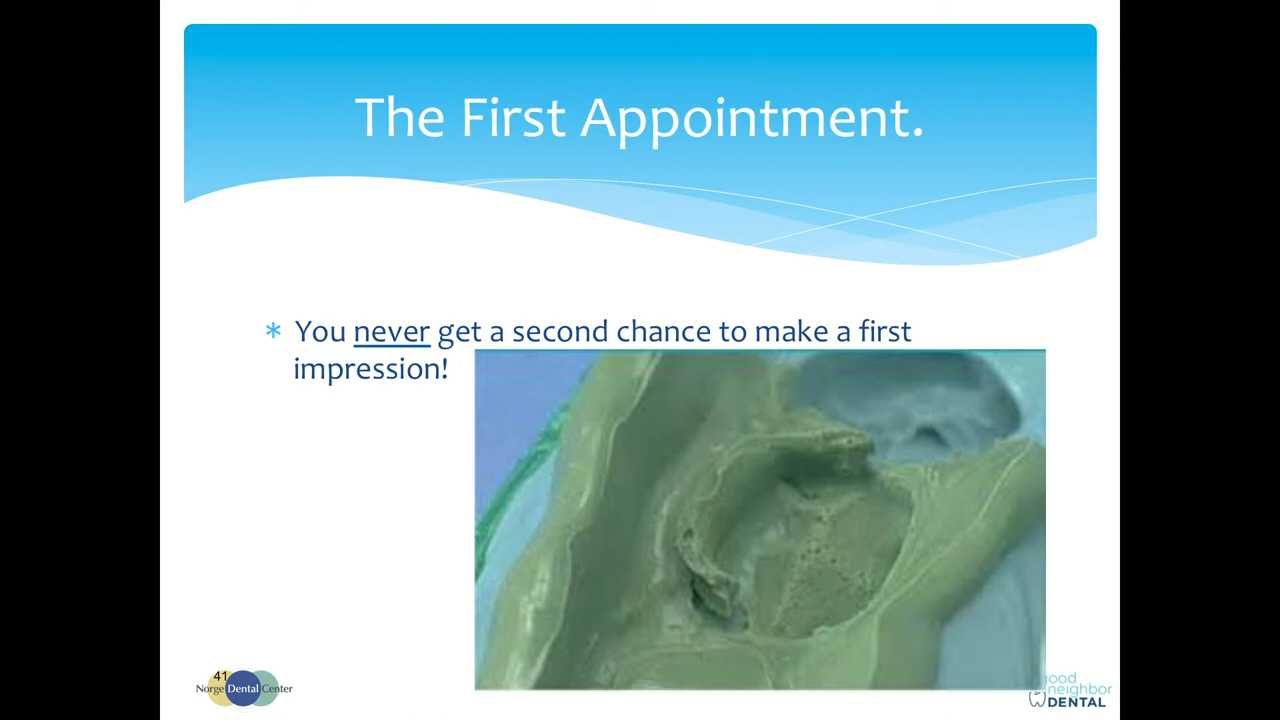 The First Appointment.
* You never get a second chance to make a first
impression!
41
Norge Dental Center
good
neighbor
DENTAL